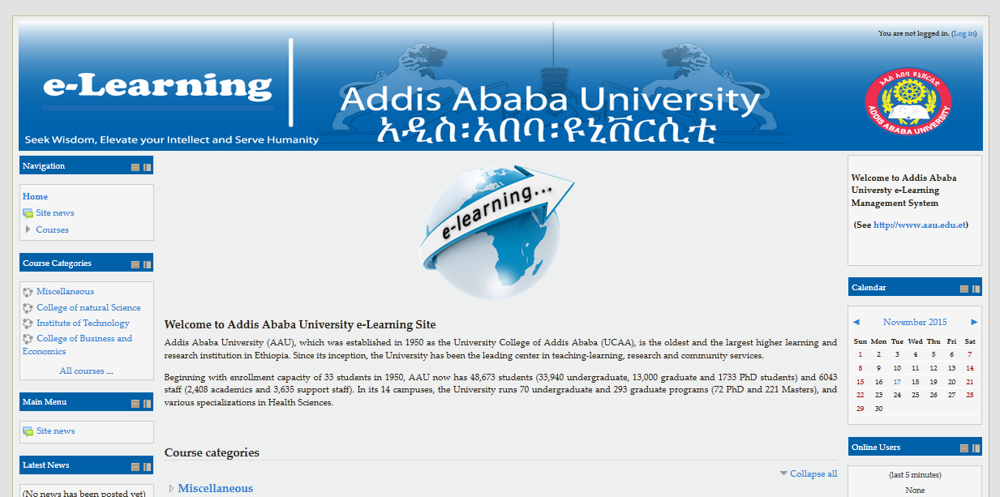 You are not logged in. (Log in)
e-Learning
Addis Ababa University
አዲስ፡አበባ፡ዩኒቨርሲቲ
Seek Wisdom, Elevate your Intellect and Serve Humanity
አዲስ አበባ ዩኒቨርሲቲ
ADDIS ABABA UNIVERSITY
Navigation
Home
Site news
Courses
Course Categories
Miscellaneous
College of natural Science
Institute of Technology
College of Business and
Economics
All courses ...
Main Menu
Site news
Latest News
(No news has been posted yet)
e-learning...
Welcome to Addis Ababa University e-Learning Site
Addis Ababa University (AAU), which was established in 1950 as the University College of Addis Ababa (UCAA), is the oldest and the largest higher learning and
research institution in Ethiopia. Since its inception, the University has been the leading center in teaching-learning, research and community services.
Beginning with enrollment capacity of 33 students in 1950, AAU now has 48,673 students (33,940 undergraduate, 13,000 graduate and 1733 PhD students) and 6043
staff (2,408 academics and 3,635 support staff). In its 14 campuses, the University runs 70 undergraduate and 293 graduate programs (72 PhD and 221 Masters), and
various specializations in Health Sciences.
Course categories
Collapse all
Miscellaneous
Welcome to Addis Ababa
Universty e-Learning
Management System
(See http://www.aau.edu.et)
Calendar
◀ November 2015 ▶
Sun Mon Tue Wed Thu Fri Sat
1 2 3 4 5 6 7
8 9 10 11 12 13 14
15 16 17 18 19 20 21
22 23 24 25 26 27 28
29 30
Online Users
(last 5 minutes)
None